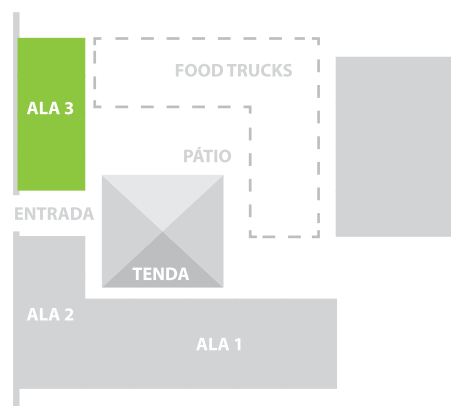 FOOD TRUCKS
ALA 3
PÁTIO
ENTRADA
TENDA
ALA 2
ALA 1